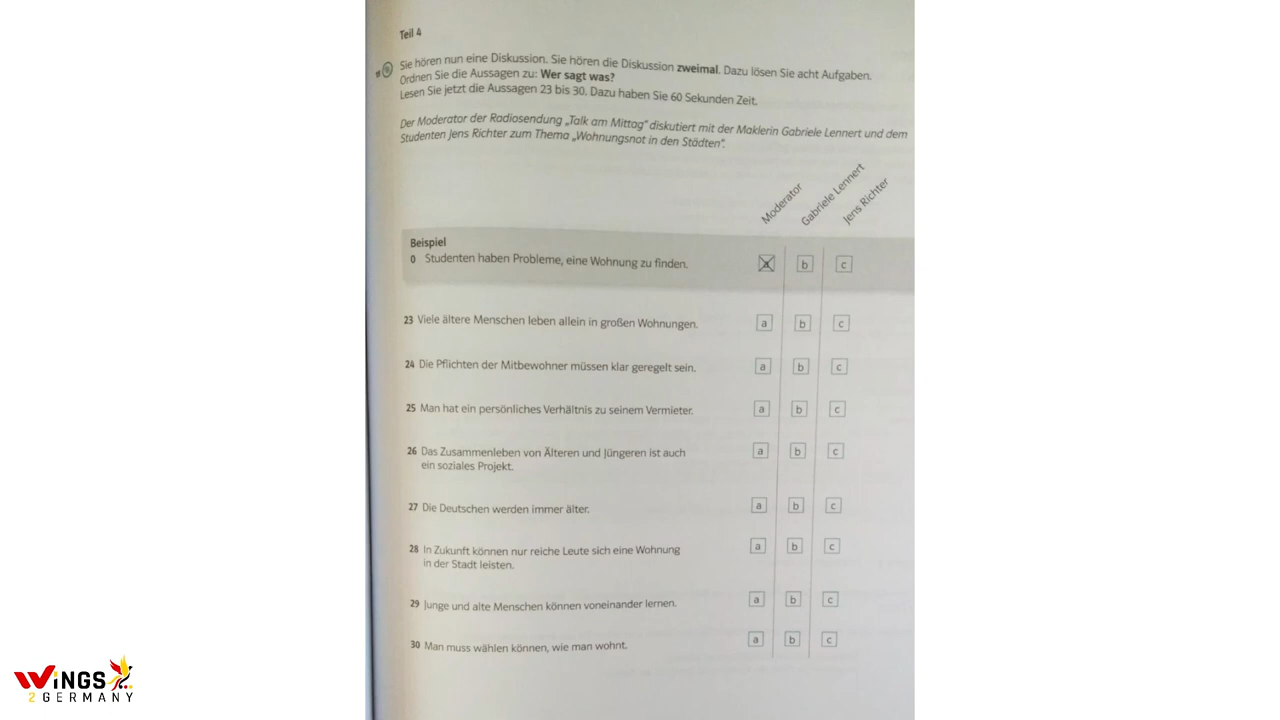 Teil 4
Sie hören nun eine Diskussion. Sie hören die Diskussion zweimal. Dazu lösen Sie acht Aufgaben.
Ordnen Sie die Aussagen zu: Wer sagt was?
Lesen Sie jetzt die Aussagen 23 bis 30. Dazu haben Sie 60 Sekunden Zeit.
Der Moderator der Radiosendung „Talk am Mittag" diskutiert mit der Maklerin Gabriele Lennert und dem
Studenten Jens Richter zum Thema „Wohnungsnot in den Städten".
Moderator Gabriele Lennert Jens Richter
Beispiel
0 Studenten haben Probleme, eine Wohnung zu finden. a b c
23 Viele ältere Menschen leben allein in großen Wohnungen. a b c
24 Die Pflichten der Mitbewohner müssen klar geregelt sein. a b c
25 Man hat ein persönliches Verhältnis zu seinem Vermieter. a b c
26 Das Zusammenleben von Älteren und Jüngeren ist auch a b c
ein soziales Projekt.
27 Die Deutschen werden immer älter. a b c
28 In Zukunft können nur reiche Leute sich eine Wohnung a b c
in der Stadt leisten.
29 Junge und alte Menschen können voneinander lernen. a b c
30 Man muss wählen können, wie man wohnt. a b c
WiNGS
2 GERMANY